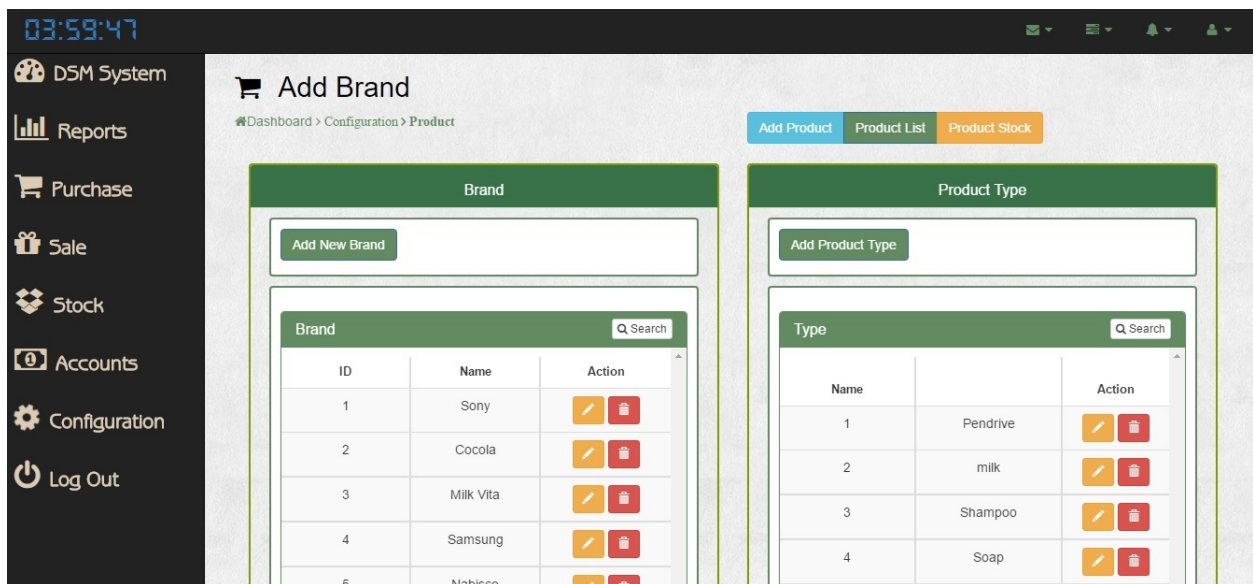 03:59:47
DSM System
Reports
Purchase
Sale
Stock
Accounts
Configuration
Log Out
Add Brand
Dashboard > Configuration > Product
Add Product Product List Product Stock
Brand
Add New Brand
Brand Search
ID Name Action
1 Sony
2 Cocola
3 Milk Vita
4 Samsung
5 Nabisco
Product Type
Add Product Type
Type Search
Name Action
1 Pendrive
2 milk
3 Shampoo
4 Soap